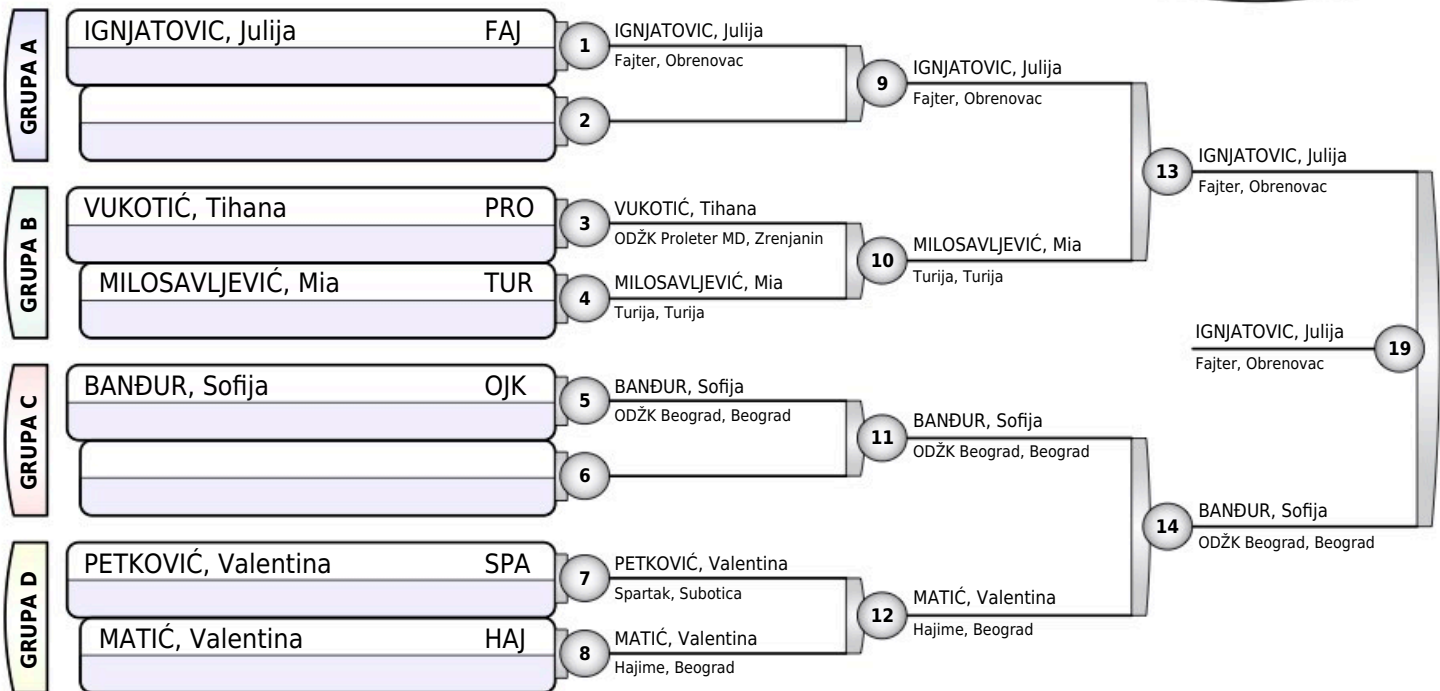 GRUPA A
IGNJATOVIC, Julija FAJ
1
IGNJATOVIC, Julija
Fajter, Obrenovac
2
9
IGNJATOVIC, Julija
Fajter, Obrenovac
GRUPA B
VUKOTIĆ, Tihana PRO
3
VUKOTIĆ, Tihana
ODŽK Proleter MD, Zrenjanin
MILOSAVLJEVIĆ, Mia TUR
4
MILOSAVLJEVIĆ, Mia
Turija, Turija
10
MILOSAVLJEVIĆ, Mia
Turija, Turija
13
IGNJATOVIC, Julija
Fajter, Obrenovac
GRUPA C
BANĐUR, Sofija OJK
5
BANĐUR, Sofija
ODŽK Beograd, Beograd
6
11
BANĐUR, Sofija
ODŽK Beograd, Beograd
GRUPA D
PETKOVIĆ, Valentina SPA
7
PETKOVIĆ, Valentina
Spartak, Subotica
MATIĆ, Valentina HAJ
8
MATIĆ, Valentina
Hajime, Beograd
12
MATIĆ, Valentina
Hajime, Beograd
14
BANĐUR, Sofija
ODŽK Beograd, Beograd
IGNJATOVIC, Julija
Fajter, Obrenovac
19